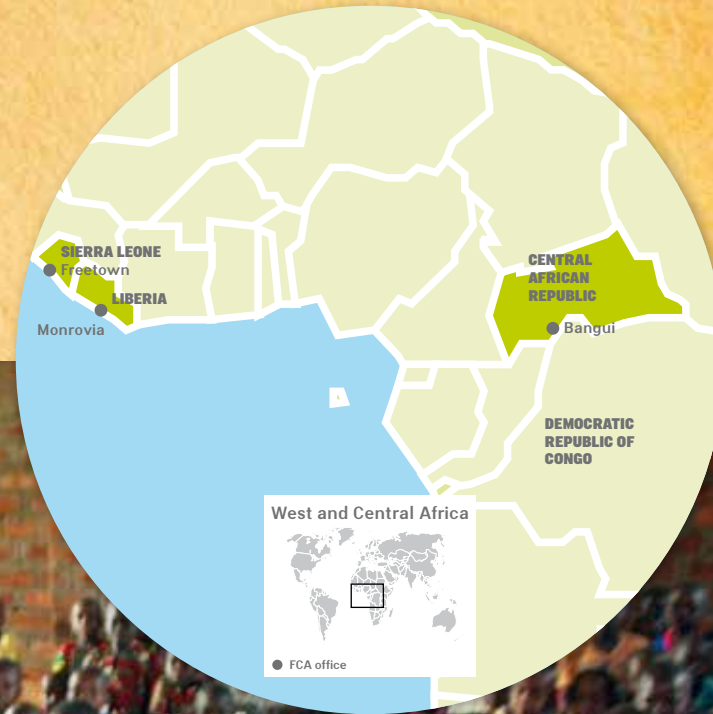 SIERRA LEONE
Freetown
LIBERIA
Monrovia
CENTRAL
AFRICAN
REPUBLIC
Bangui
DEMOCRATIC
REPUBLIC OF
CONGO
West and Central Africa
FCA office